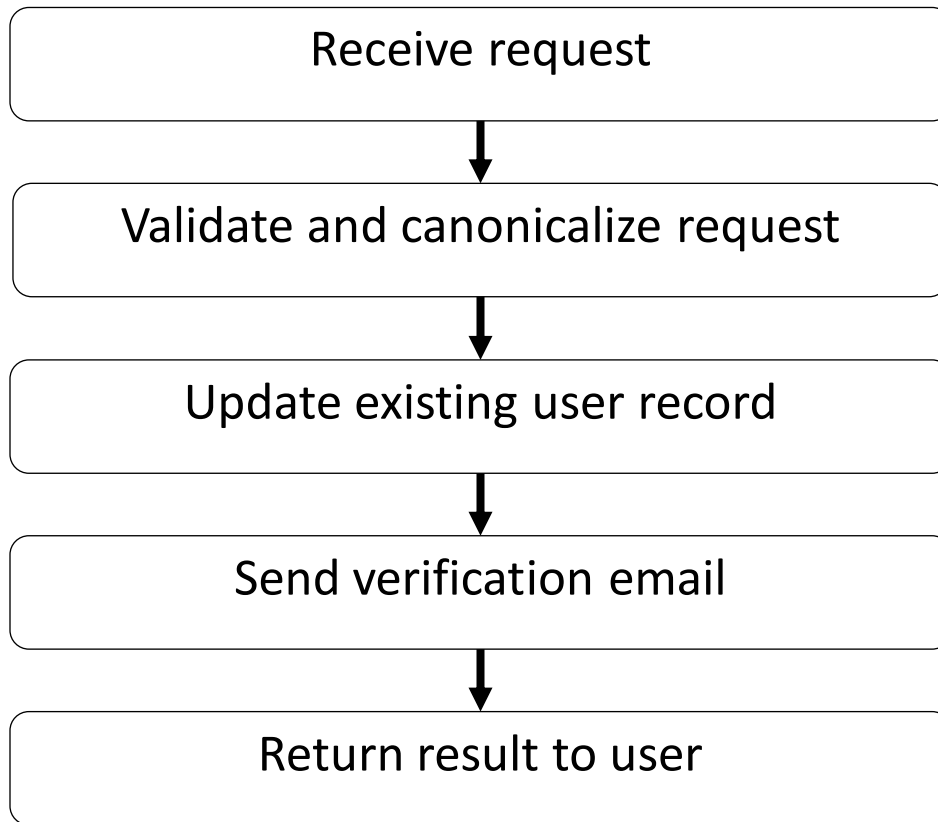 Receive request
Validate and canonicalize request
Update existing user record
Send verification email
Return result to user